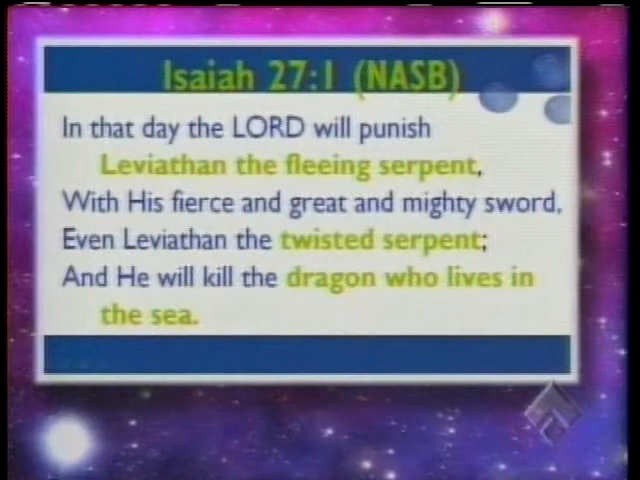 Isaiah 27:1 (NASB)
In that day the LORD will punish
Leviathan the fleeing serpent,
With His fierce and great and mighty sword,
Even Leviathan the twisted serpent;
And He will kill the dragon who lives in
the sea.